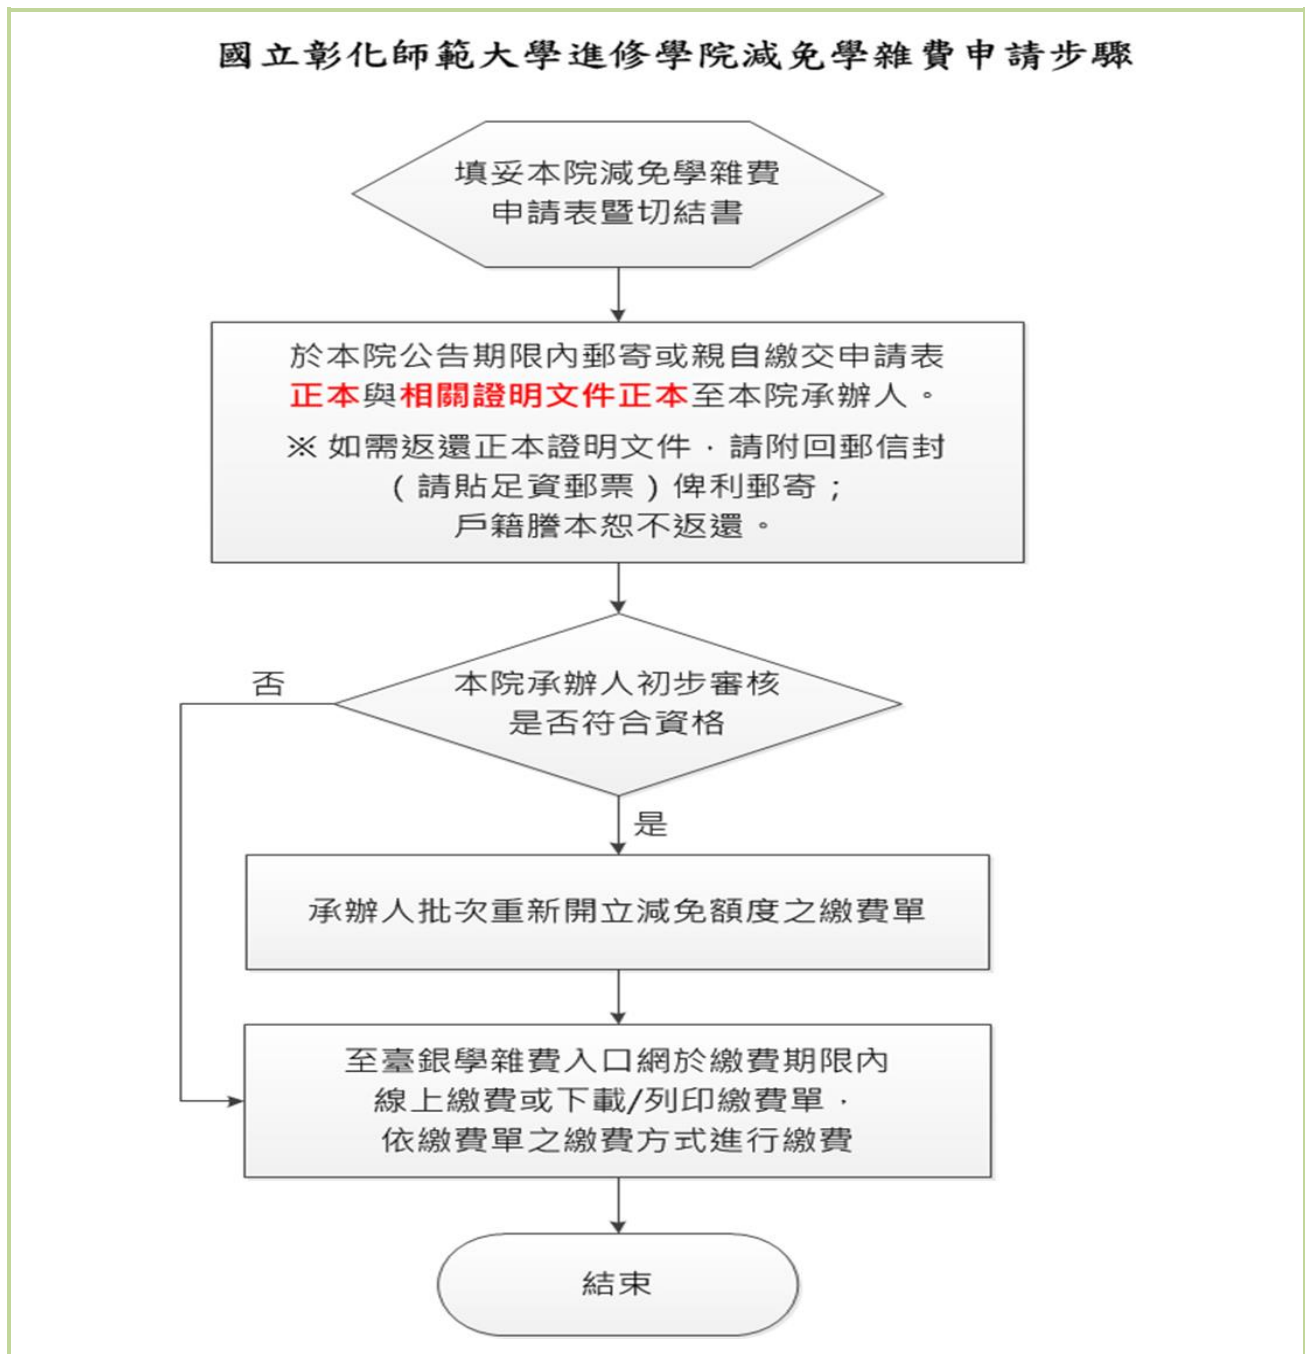 國立彰化師範大學進修學院減免學雜費申請步驟
填妥本院減免學雜費
申請表暨切結書
於本院公告期限內郵寄或親自繳交申請表
正本與相關證明文件正本至本院承辦人。
※ 如需返還正本證明文件，請附回郵信封
（請貼足資郵票）俾利郵寄；
戶籍謄本恕不返還。
本院承辦人初步審核
是否符合資格
否
是
承辦人批次重新開立減免額度之繳費單
至臺銀學雜費入口網於繳費期限內
線上繳費或下載/列印繳費單，
依繳費單之繳費方式進行繳費
結束